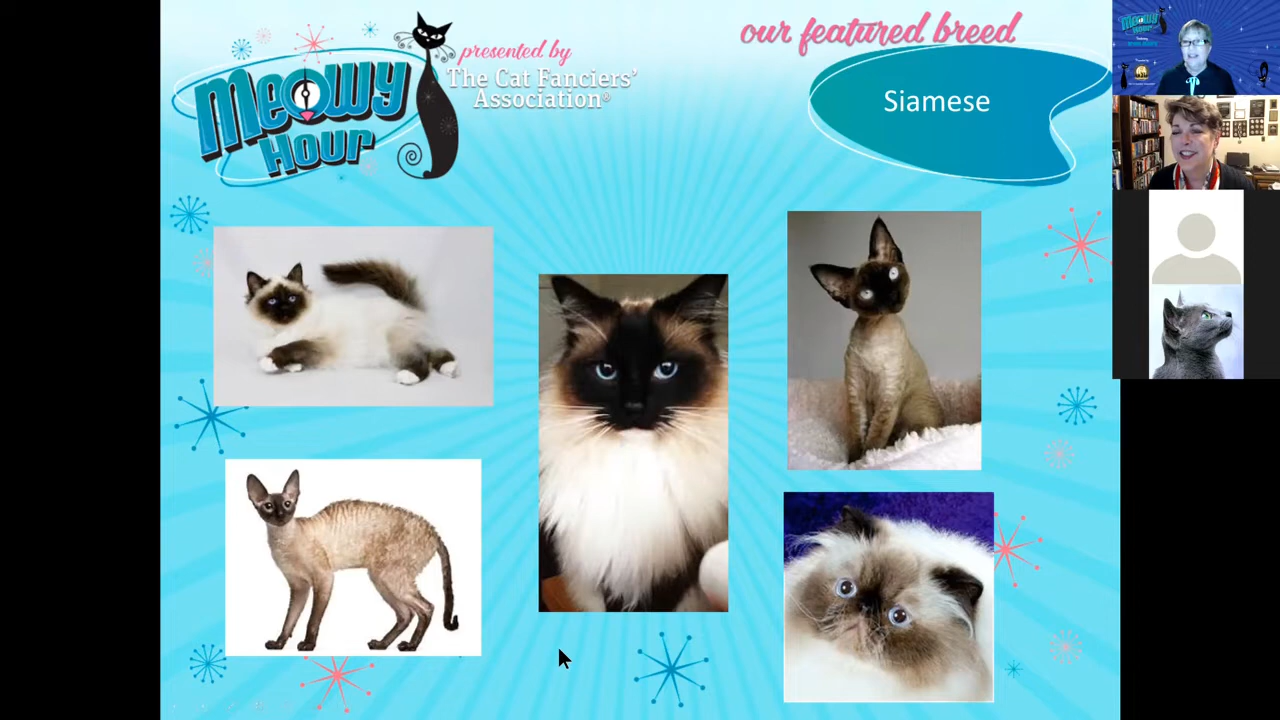 Meowy
Hour
presented by
The Cat Fanciers'
Association®
our featured breed
Siamese